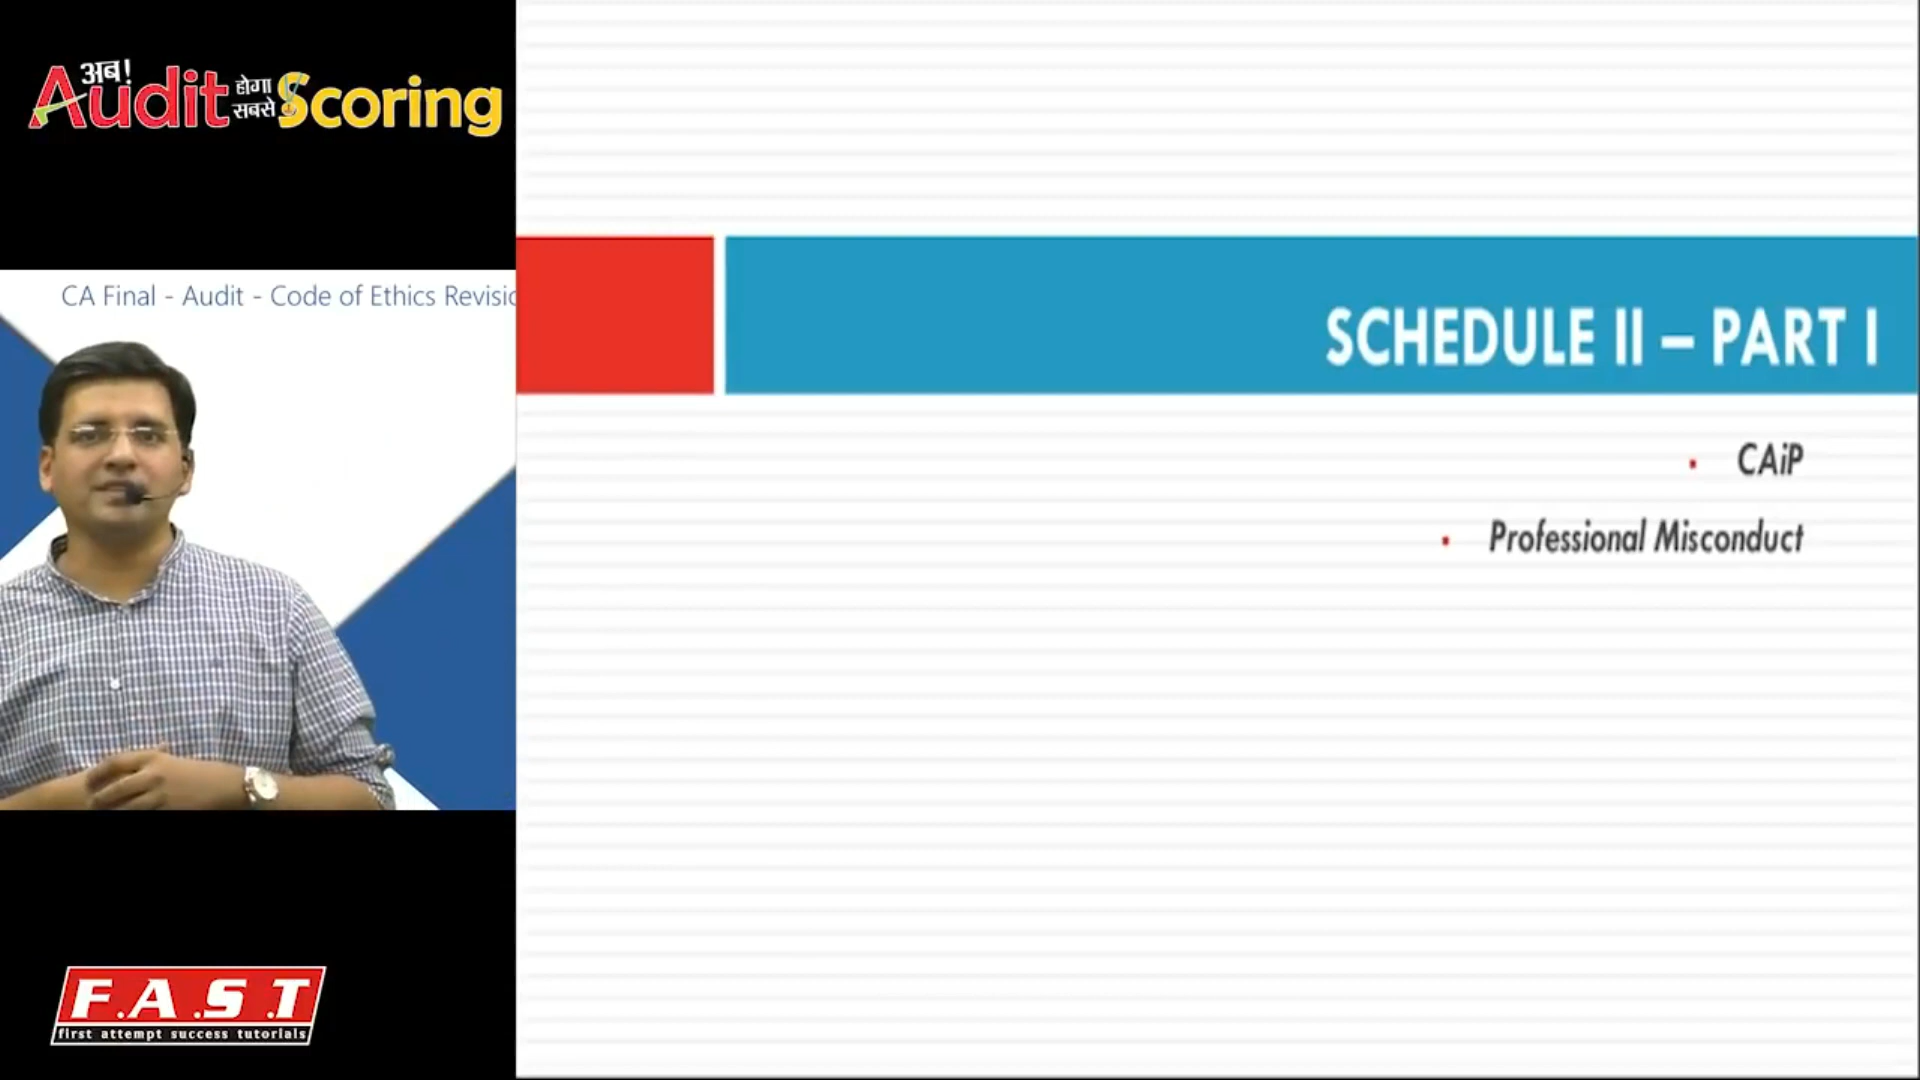 अब!
Audit होगा सबसे Scoring
CA Final - Audit - Code of Ethics Revisio
SCHEDULE II – PART I
▪ CAiP
▪ Professional Misconduct
F.A.S.T
first attempt success tutorials